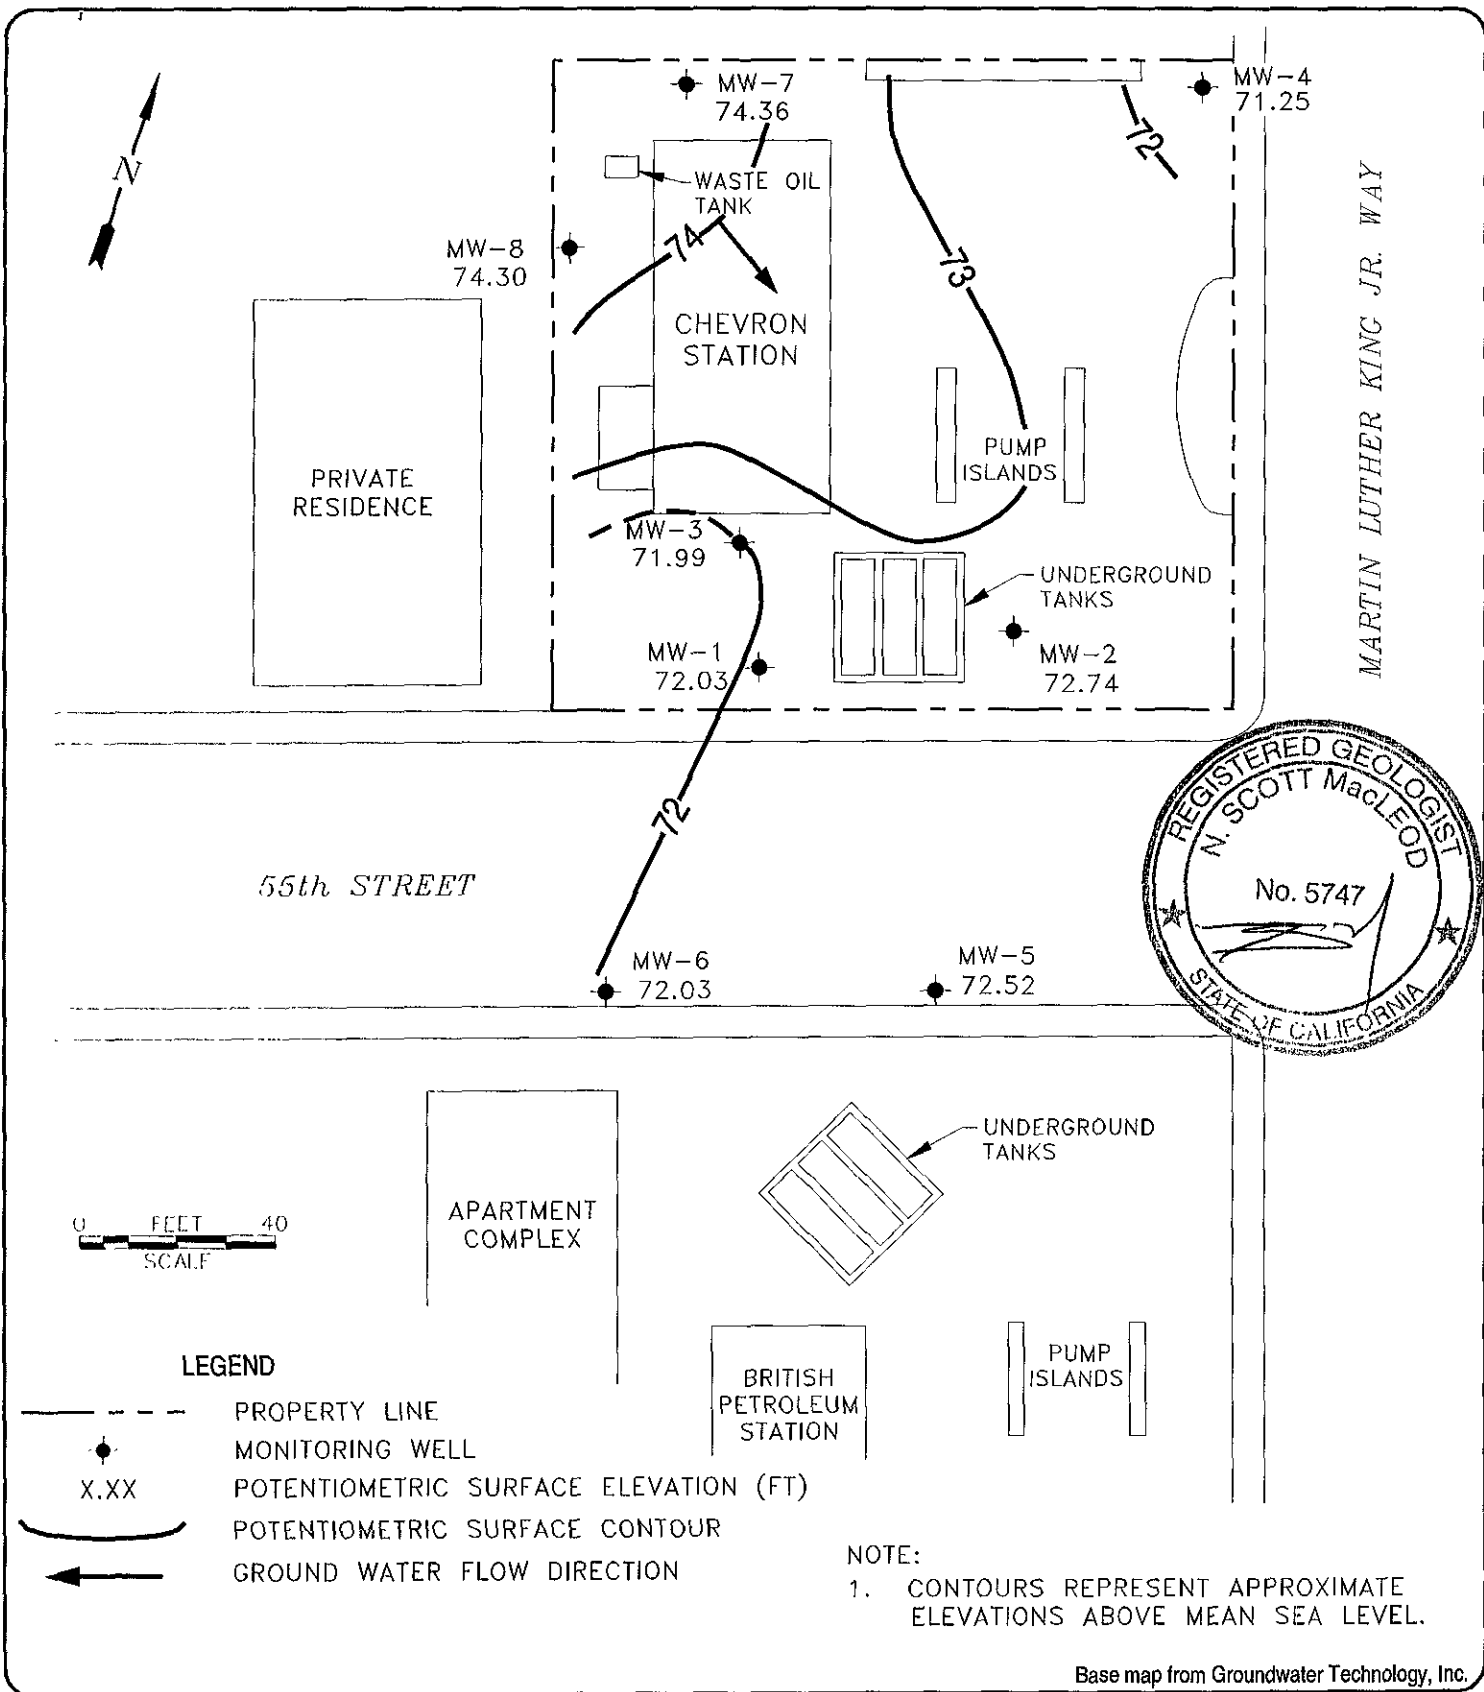 N
MW-7
74.36
MW-4
71.25
WASTE OIL
TANK
72
MW-8
74.30
74
73
CHEVRON
STATION
MARTIN LUTHER KING JR. WAY
PRIVATE
RESIDENCE
PUMP
ISLANDS
MW-3
71.99
UNDERGROUND
TANKS
MW-1
72.03
MW-2
72.74
72
55th STREET
REGISTERED GEOLOGIST
N. SCOTT MacLEOD
No. 5747
STATE OF CALIFORNIA
MW-6
72.03
MW-5
72.52
UNDERGROUND
TANKS
APARTMENT
COMPLEX
0 FEET 40
SCALE
BRITISH
PETROLEUM
STATION
PUMP
ISLANDS
LEGEND
PROPERTY LINE
MONITORING WELL
X.XX POTENTIOMETRIC SURFACE ELEVATION (FT)
POTENTIOMETRIC SURFACE CONTOUR
GROUND WATER FLOW DIRECTION
NOTE:
1. CONTOURS REPRESENT APPROXIMATE
ELEVATIONS ABOVE MEAN SEA LEVEL.
Base map from Groundwater Technology, Inc.